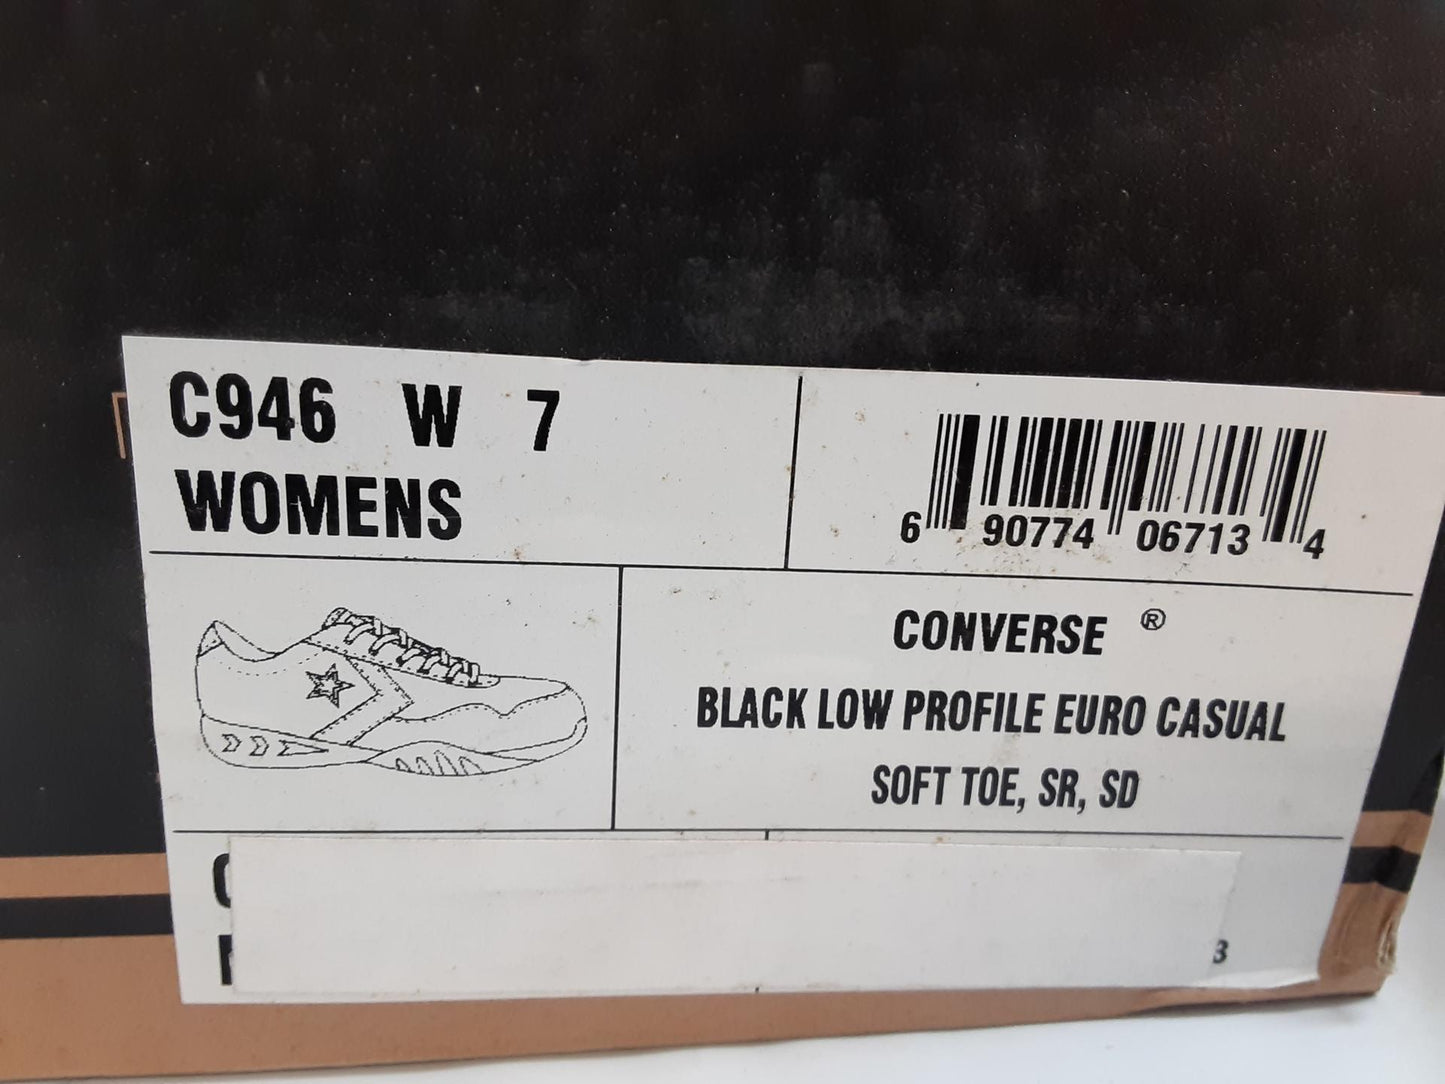 C946 W 7
WOMENS
6 90774 06713 4
CONVERSE ®
BLACK LOW PROFILE EURO CASUAL
SOFT TOE, SR, SD